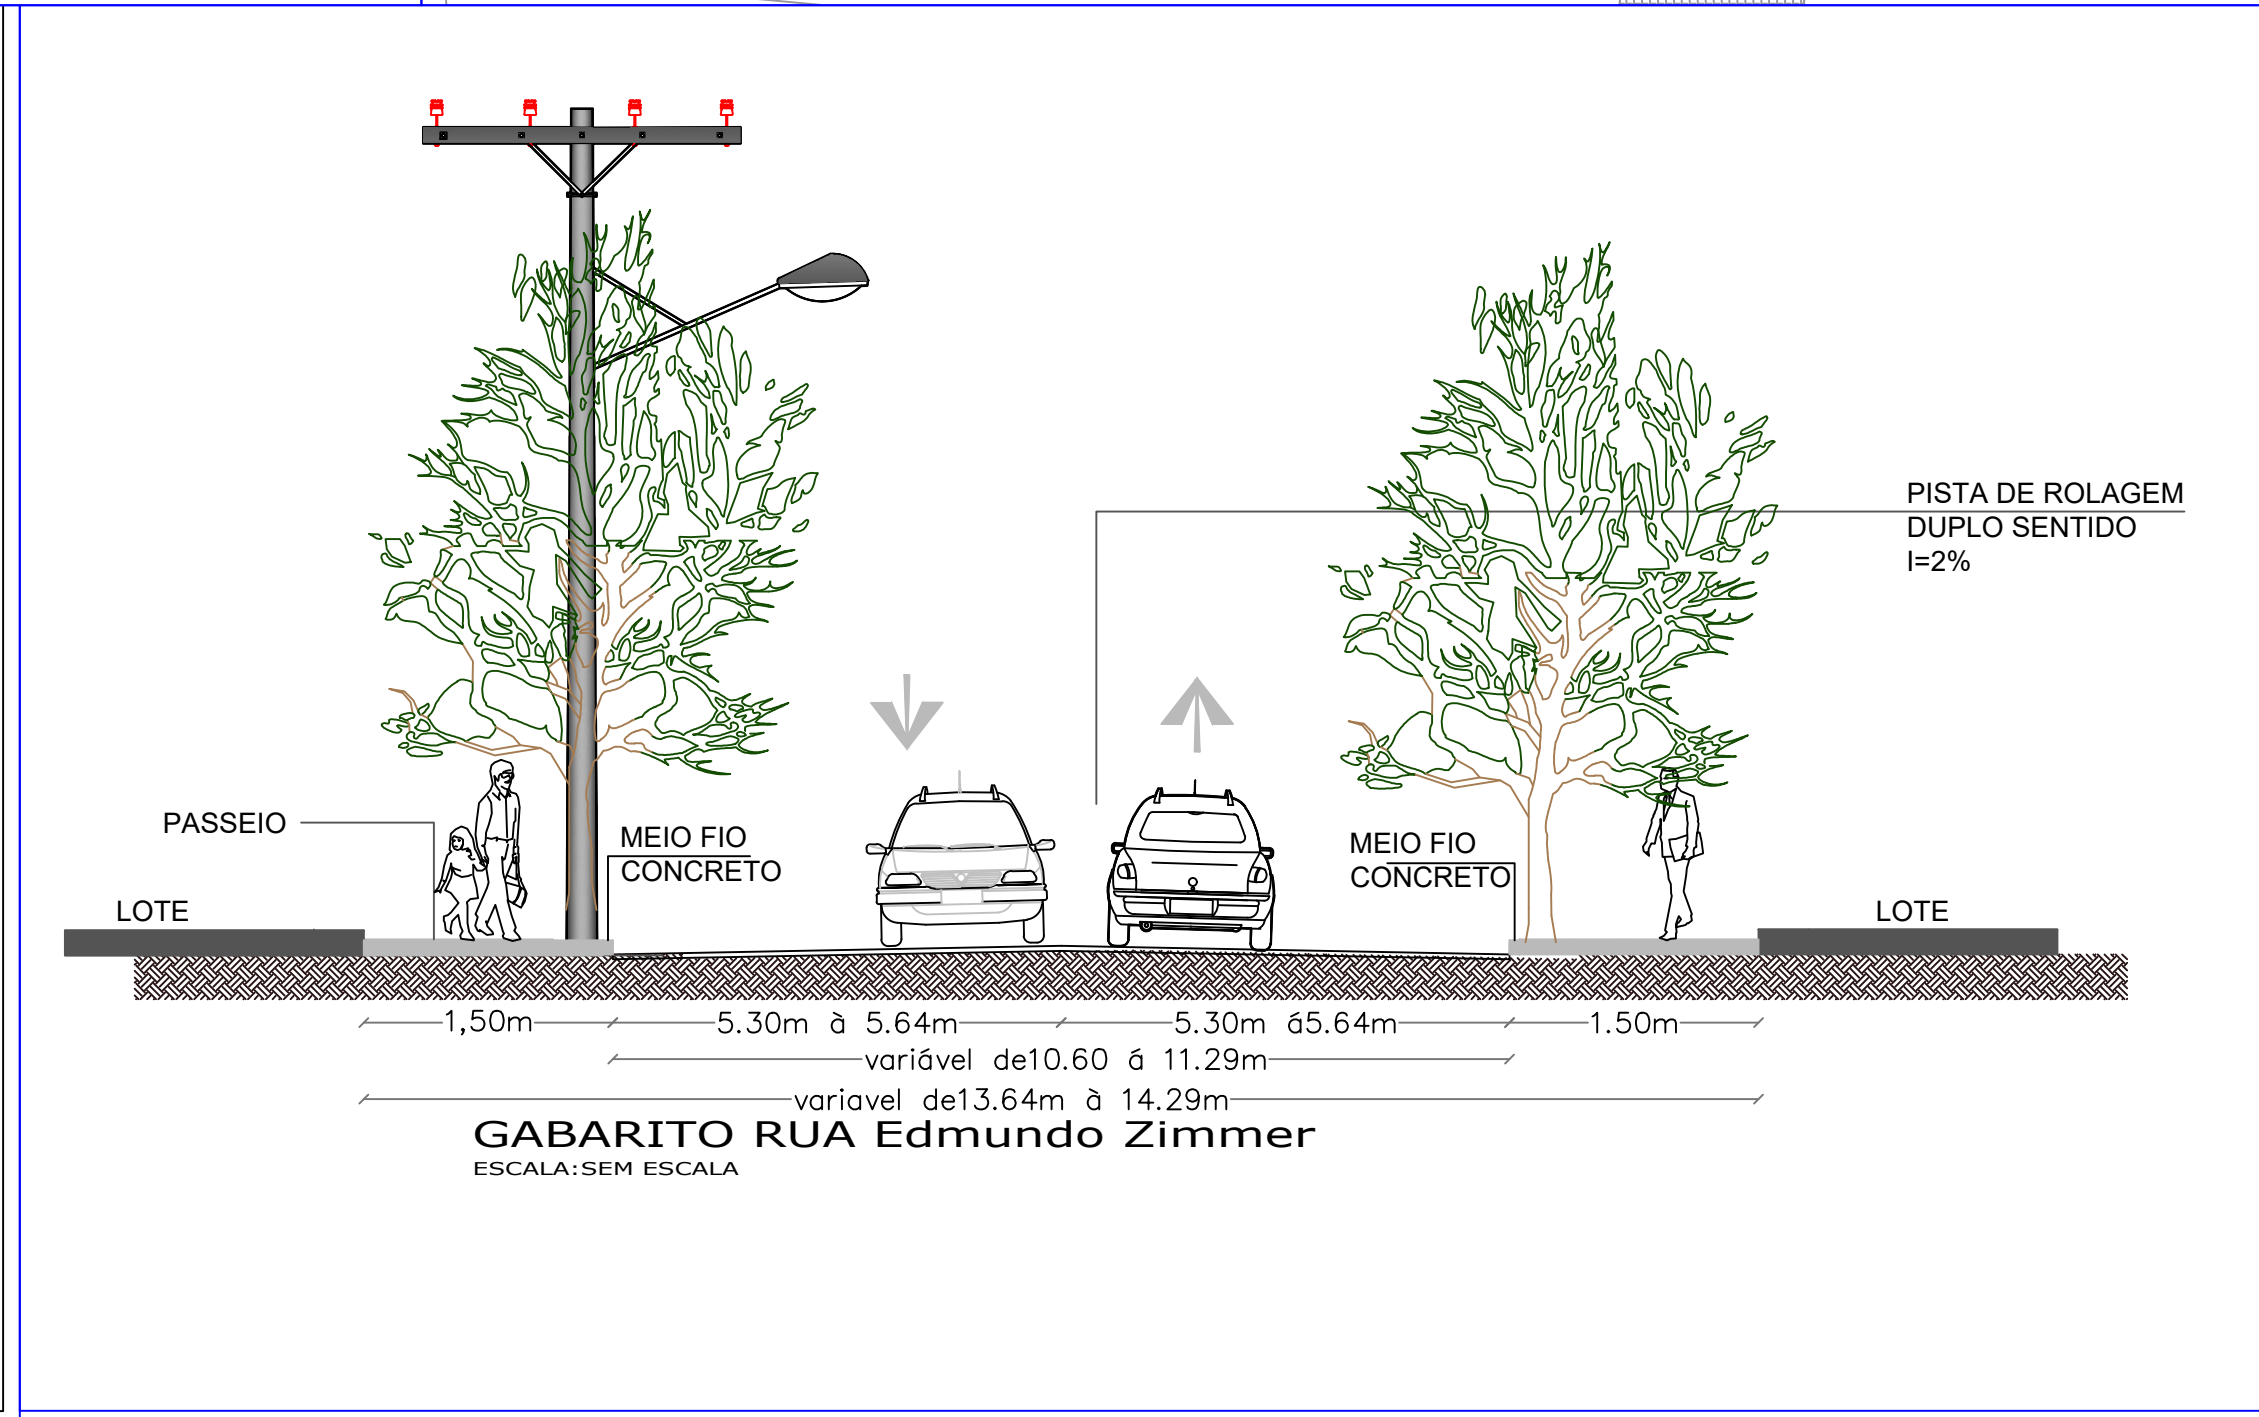 PISTA DE ROLAGEM
DUPLO SENTIDO
I=2%
PASSEIO
MEIO FIO
CONCRETO
MEIO FIO
CONCRETO
LOTE
LOTE
1,50m
5.30m à 5.64m
5.30m á5.64m
1.50m
variável de10.60 á 11.29m
variavel de13.64m à 14.29m
GABARITO RUA Edmundo Zimmer
ESCALA:SEM ESCALA